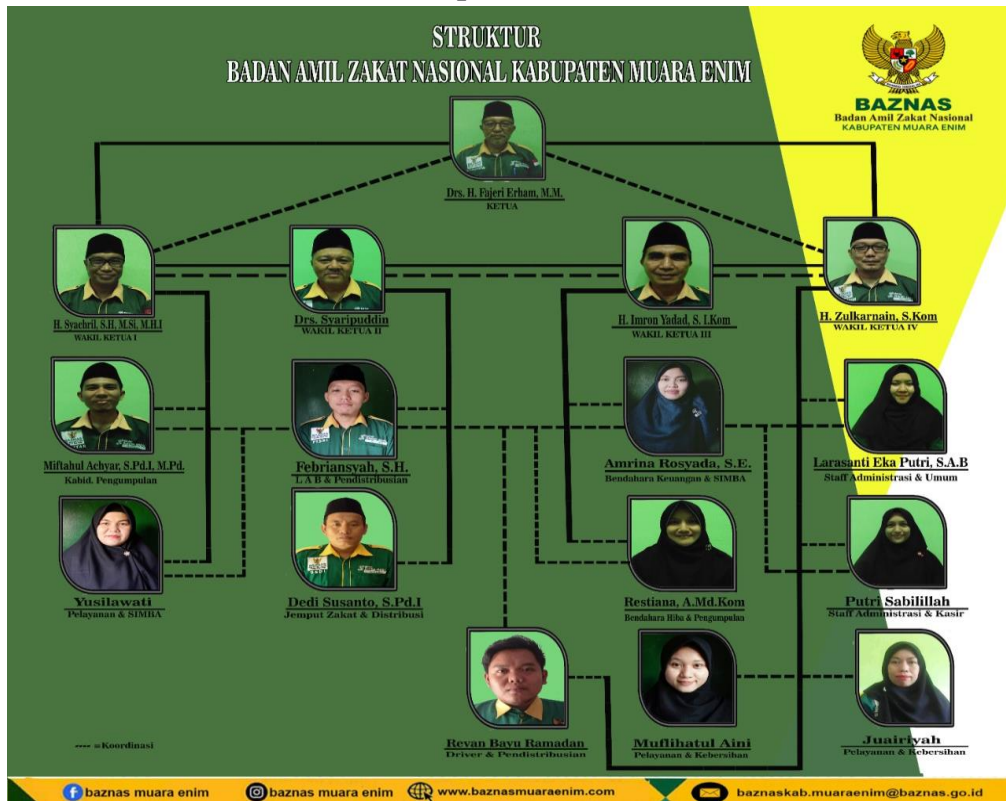 STRUKTUR
BADAN AMIL ZAKAT NASIONAL KABUPATEN MUARA ENIM
BAZNAS
Badan Amil Zakat Nasional
KABUPATEN MUARA ENIM
Drs. H. Fajeri Erham, M.M.
KETUA
H. Syachril, S.H, M.Si, M.H.I
WAKIL KETUA I
Drs. Syaripuddin
WAKIL KETUA II
H. Imron Yadad, S. I.Kom
WAKIL KETUA III
H. Zulkarnain, S.Kom
WAKIL KETUA IV
Miftahul Achyar, S.Pd.I, M.Pd.
Kabid. Pengumpulan
Febriansyah, S.H.
L A B & Pendistribusian
Amrina Rosyada, S.E.
Bendahara Keuangan & SIMBA
Larasanti Eka Putri, S.A.B
Staff Administrasi & Umum
Yusilawati
Pelayanan & SIMBA
Dedi Susanto, S.Pd.I
Jemput Zakat & Distribusi
Restiana, A.Md.Kom
Bendahara Hiba & Pengumpulan
Putri Sabilillah
Staff Administrasi & Kasir
Revan Bayu Ramadan
Driver & Pendistribusian
Muflihatul Aini
Pelayanan & Kebersihan
Juairiyah
Pelayanan & Kebersihan
---- =Koordinasi
baznas muara enim
baznas muara enim
www.baznasmuaraenim.com
baznaskab.muaraenim@baznas.go.id